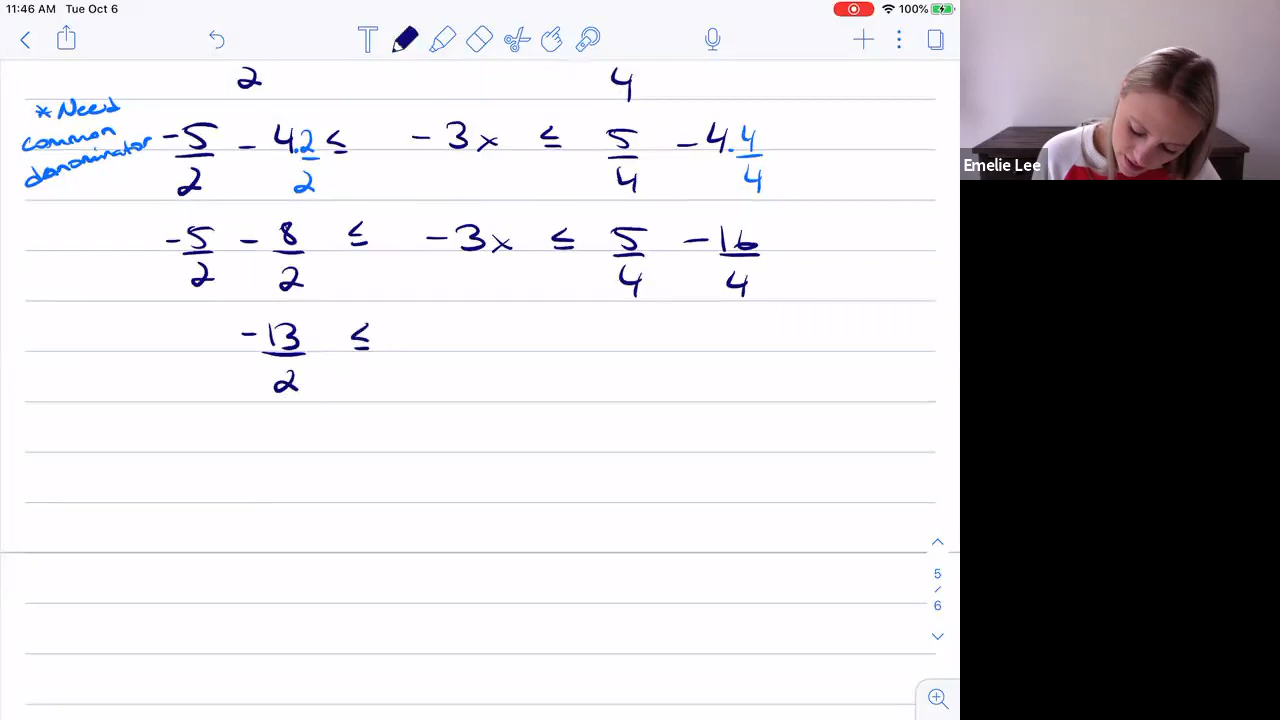 11:46 AM Tue Oct 6 100%
T
2 4
* Need common denominator
-5/2 - 4·2/2 ≤ -3x ≤ 5/4 - 4·4/4
-5/2 - 8/2 ≤ -3x ≤ 5/4 - 16/4
-13/2 ≤
Emelie Lee
5/6